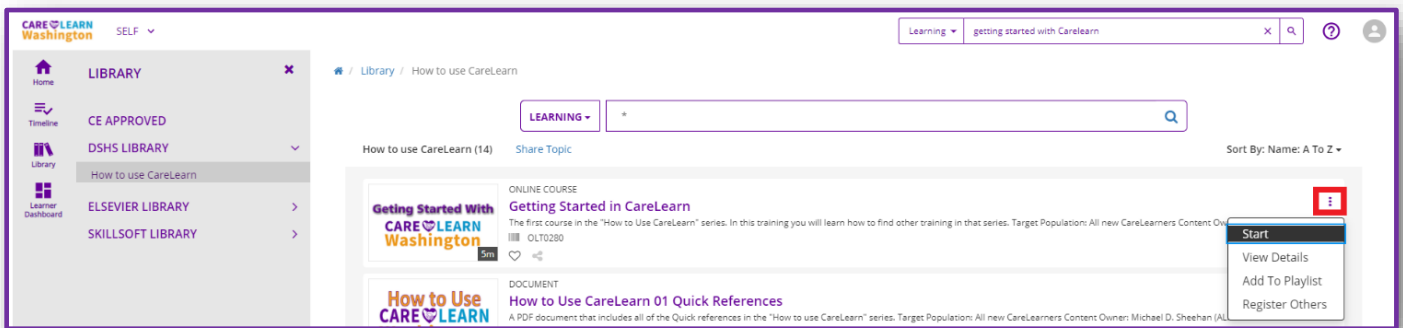 CARE LEARN
Washington
SELF
Learning
getting started with Carelearn
Home
Timeline
Library
Learner
Dashboard
LIBRARY
CE APPROVED
DSHS LIBRARY
How to use CareLearn
ELSEVIER LIBRARY
SKILLSOFT LIBRARY
/ Library / How to use CareLearn
LEARNING
*
How to use CareLearn (14)
Share Topic
Sort By: Name: A To Z
Geting Started With
CARE LEARN
Washington
5m
ONLINE COURSE
Getting Started in CareLearn
The first course in the "How to Use CareLearn" series. In this training you will learn how to find other training in that series. Target Population: All new CareLearners Content Ow
OLT0280
Start
View Details
Add To Playlist
Register Others
How to Use
CARE LEARN
DOCUMENT
How to Use CareLearn 01 Quick References
A PDF document that includes all of the Quick references in the "How to use CareLearn" series. Target Population: All new CareLearners Content Owner: Michael D. Sheehan (AL